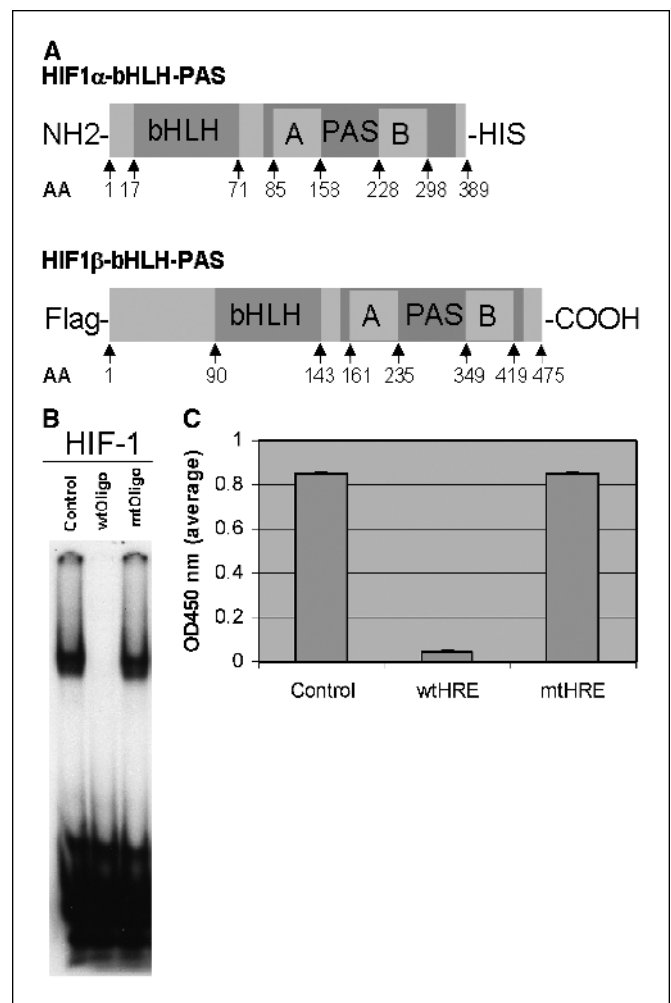 A
HIF1α-bHLH-PAS
NH2- bHLH A PAS B -HIS
AA 1 17 71 85 158 228 298 389
HIF1β-bHLH-PAS
Flag- bHLH A PAS B -COOH
AA 1 90 143 161 235 349 419 475
B
HIF-1
Control
wtOligo
mtOligo
C
OD450 nm (average)
1
0.8
0.6
0.4
0.2
0
Control wtHRE mtHRE